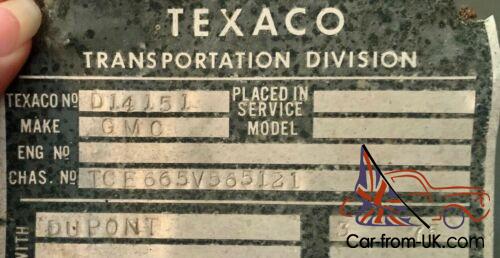 TEXACO
TRANSPORTATION DIVISION
TEXACO Nº D14151 PLACED IN SERVICE
MAKE GMC MODEL
ENG Nº
CHAS. Nº TCE665V565121
WITH DUPONT
Car-from-UK.com